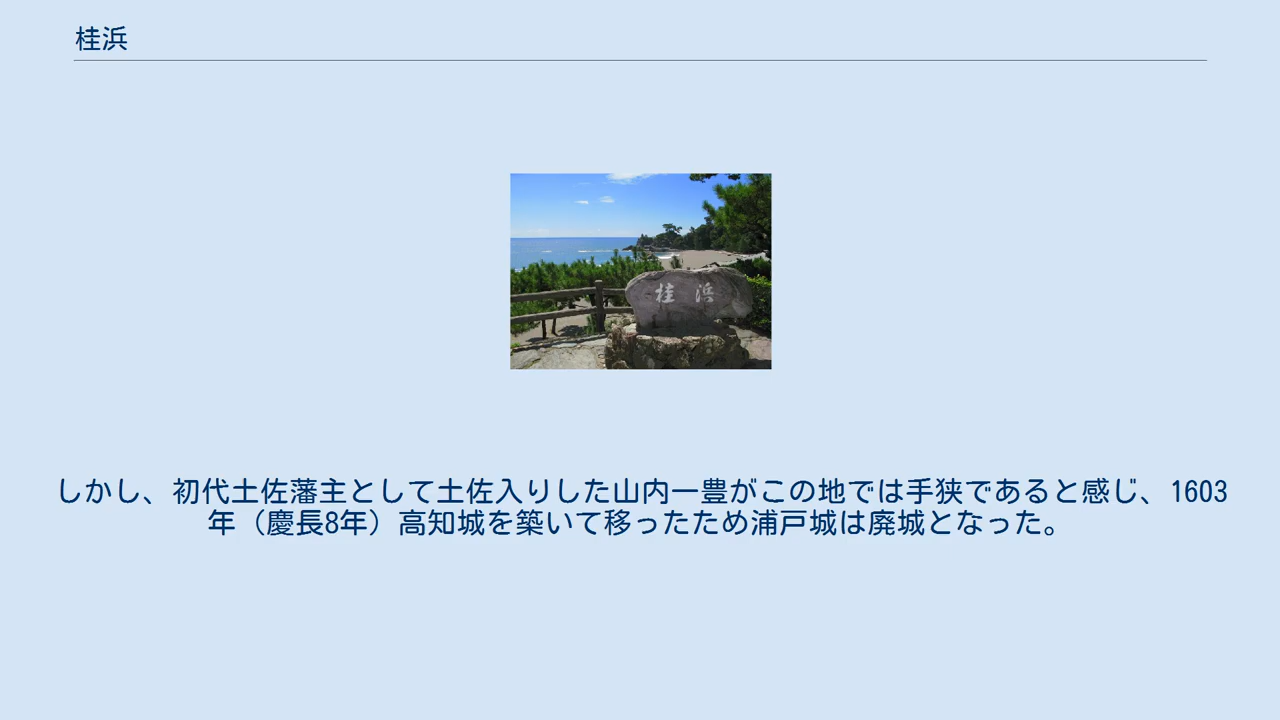 桂浜
桂 浜
しかし、初代土佐藩主として土佐入りした山内一豊がこの地では手狭であると感じ、1603
年（慶長8年）高知城を築いて移ったため浦戸城は廃城となった。